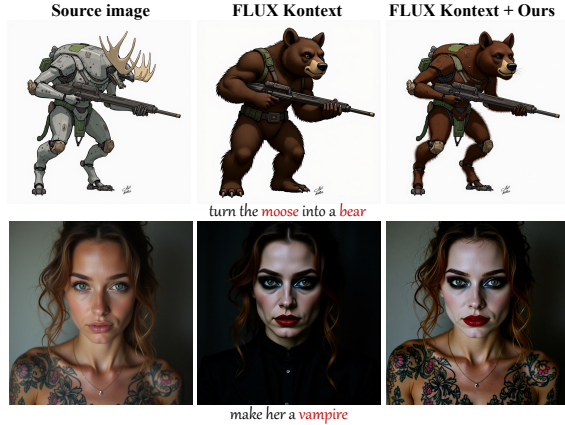 Source image FLUX Kontext FLUX Kontext + Ours
turn the moose into a bear
make her a vampire